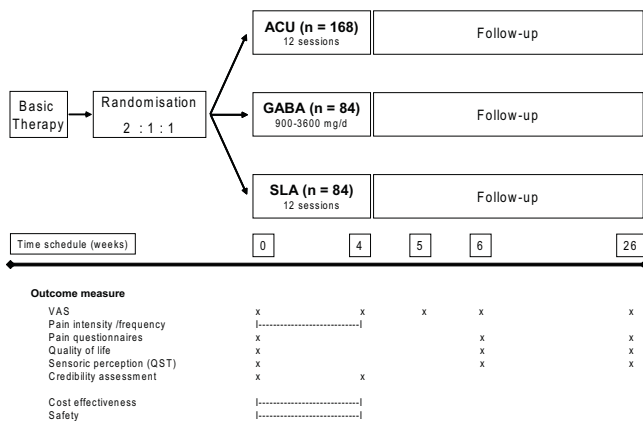 ACU (n = 168)
12 sessions
Follow-up
Basic
Therapy
Randomisation
2 : 1 : 1
GABA (n = 84)
900-3600 mg/d
Follow-up
SLA (n = 84)
12 sessions
Follow-up
Time schedule (weeks) 0 4 5 6 26
Outcome measure
VAS x x x x x
Pain intensity /frequency I----------------------------I
Pain questionnaires x x x
Quality of life x x x
Sensoric perception (QST) x x x
Credibility assessment x x
Cost effectiveness I----------------------------I
Safety I----------------------------I